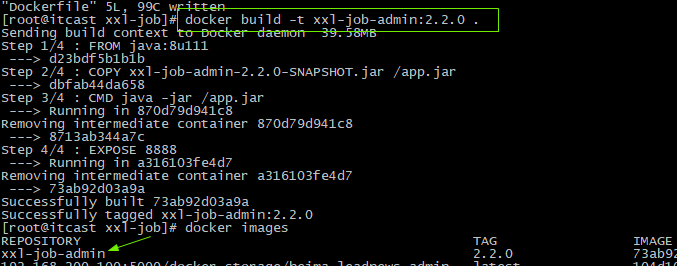 "Dockerfile" 5L, 99C written
[root@itcast xxl-job]# docker build -t xxl-job-admin:2.2.0 .
Sending build context to Docker daemon  39.58MB
Step 1/4 : FROM java:8u111
 ---> d23bdf5b1b1b
Step 2/4 : COPY xxl-job-admin-2.2.0-SNAPSHOT.jar /app.jar
 ---> dbfab44da658
Step 3/4 : CMD java -jar /app.jar
 ---> Running in 870d79d941c8
Removing intermediate container 870d79d941c8
 ---> 8713ab344a7c
Step 4/4 : EXPOSE 8888
 ---> Running in a316103fe4d7
Removing intermediate container a316103fe4d7
 ---> 73ab92d03a9a
Successfully built 73ab92d03a9a
Successfully tagged xxl-job-admin:2.2.0
[root@itcast xxl-job]# docker images
REPOSITORY TAG IMAGE
xxl-job-admin 2.2.0 73ab92